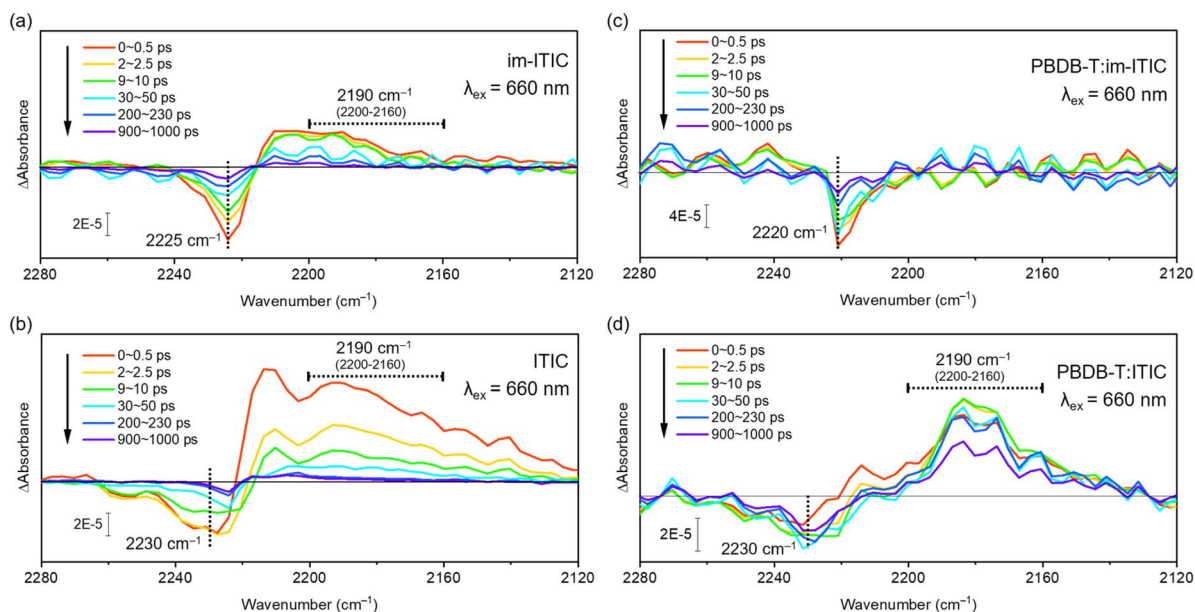 (a)
0~0.5 ps
2~2.5 ps
9~10 ps
30~50 ps
200~230 ps
900~1000 ps
im-ITIC
λex = 660 nm
2190 cm⁻¹
(2200-2160)
ΔAbsorbance
2E-5
2225 cm⁻¹
2280 2240 2200 2160 2120
Wavenumber (cm⁻¹)
(b)
0~0.5 ps
2~2.5 ps
9~10 ps
30~50 ps
200~230 ps
900~1000 ps
2190 cm⁻¹
(2200-2160)
ITIC
λex = 660 nm
ΔAbsorbance
2E-5
2230 cm⁻¹
2280 2240 2200 2160 2120
Wavenumber (cm⁻¹)
(c)
0~0.5 ps
2~2.5 ps
9~10 ps
30~50 ps
200~230 ps
900~1000 ps
PBDB-T:im-ITIC
λex = 660 nm
ΔAbsorbance
4E-5
2220 cm⁻¹
2280 2240 2200 2160 2120
Wavenumber (cm⁻¹)
(d)
0~0.5 ps
2~2.5 ps
9~10 ps
30~50 ps
200~230 ps
900~1000 ps
2190 cm⁻¹
(2200-2160)
PBDB-T:ITIC
λex = 660 nm
ΔAbsorbance
2E-5
2230 cm⁻¹
2280 2240 2200 2160 2120
Wavenumber (cm⁻¹)